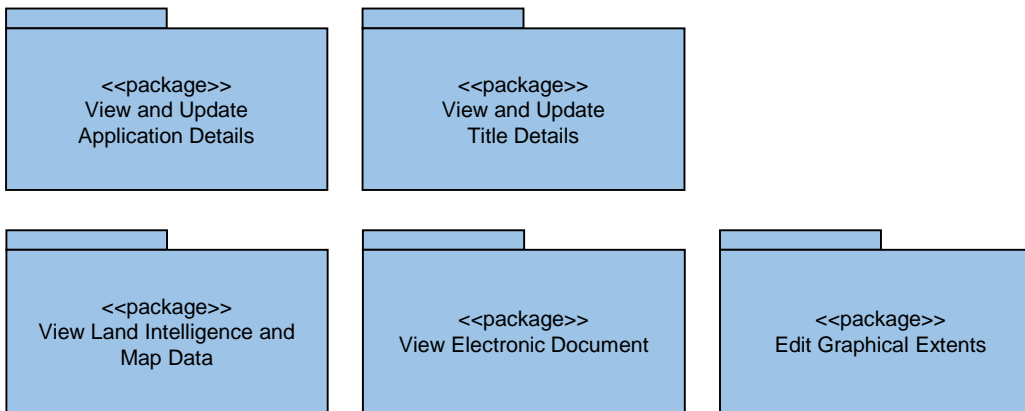 <<package>>
View and Update
Application Details
<<package>>
View and Update
Title Details
<<package>>
View Land Intelligence and
Map Data
<<package>>
View Electronic Document
<<package>>
Edit Graphical Extents